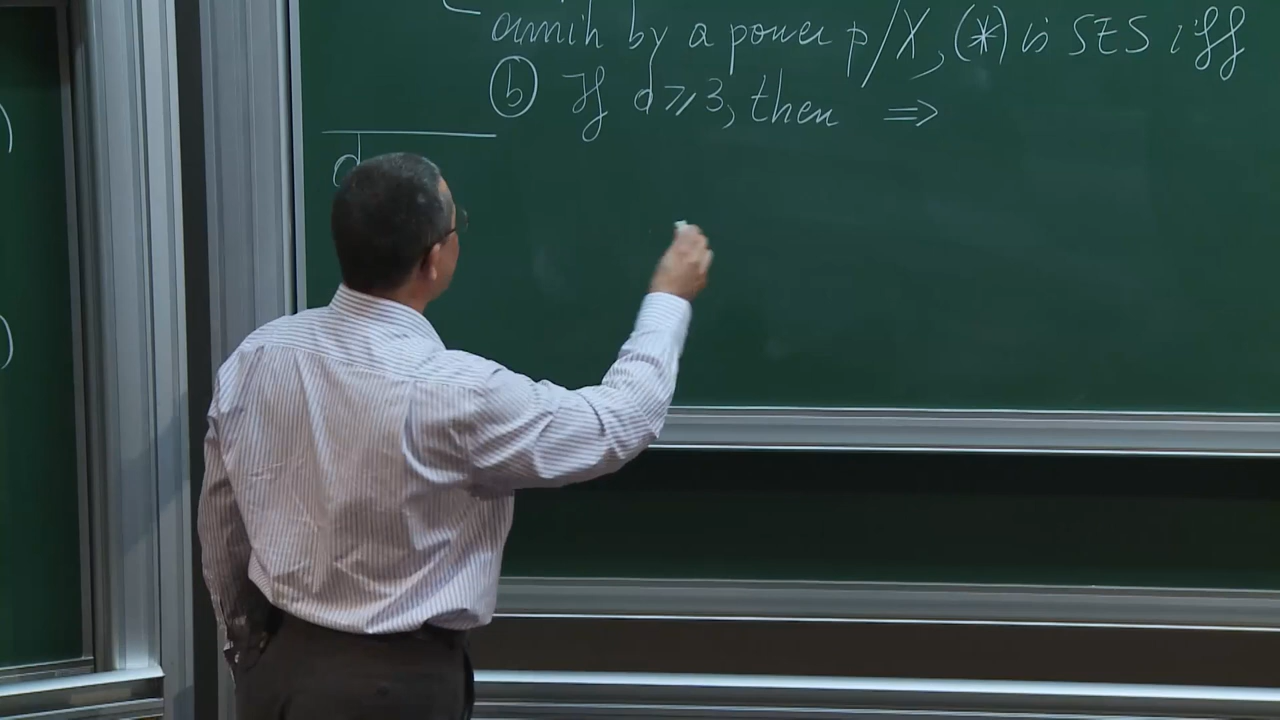 annih by a power p/X, (*) is SES iff
ⓑ If d ⩾ 3, then ⇒
d
)
)